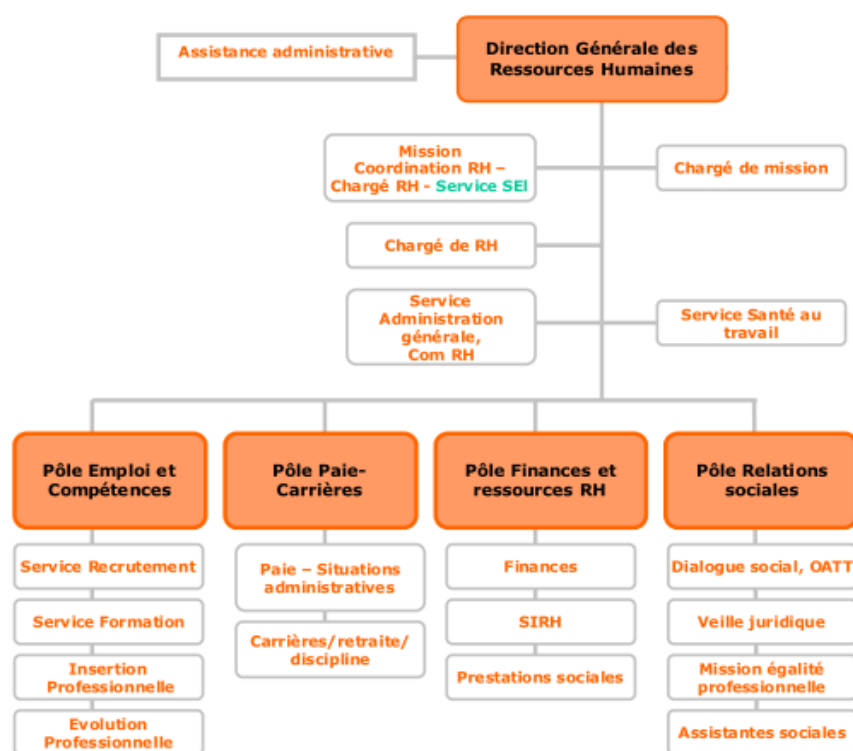 Assistance administrative
Direction Générale des
Ressources Humaines
Mission
Coordination RH –
Chargé RH - Service SEI
Chargé de mission
Chargé de RH
Service
Administration
générale,
Com RH
Service Santé au
travail
Pôle Emploi et
Compétences
Pôle Paie-
Carrières
Pôle Finances et
ressources RH
Pôle Relations
sociales
Service Recrutement
Service Formation
Insertion
Professionnelle
Evolution
Professionnelle
Paie – Situations
administratives
Carrières/retraite/
discipline
Finances
SIRH
Prestations sociales
Dialogue social, OATT
Veille juridique
Mission égalité
professionnelle
Assistantes sociales